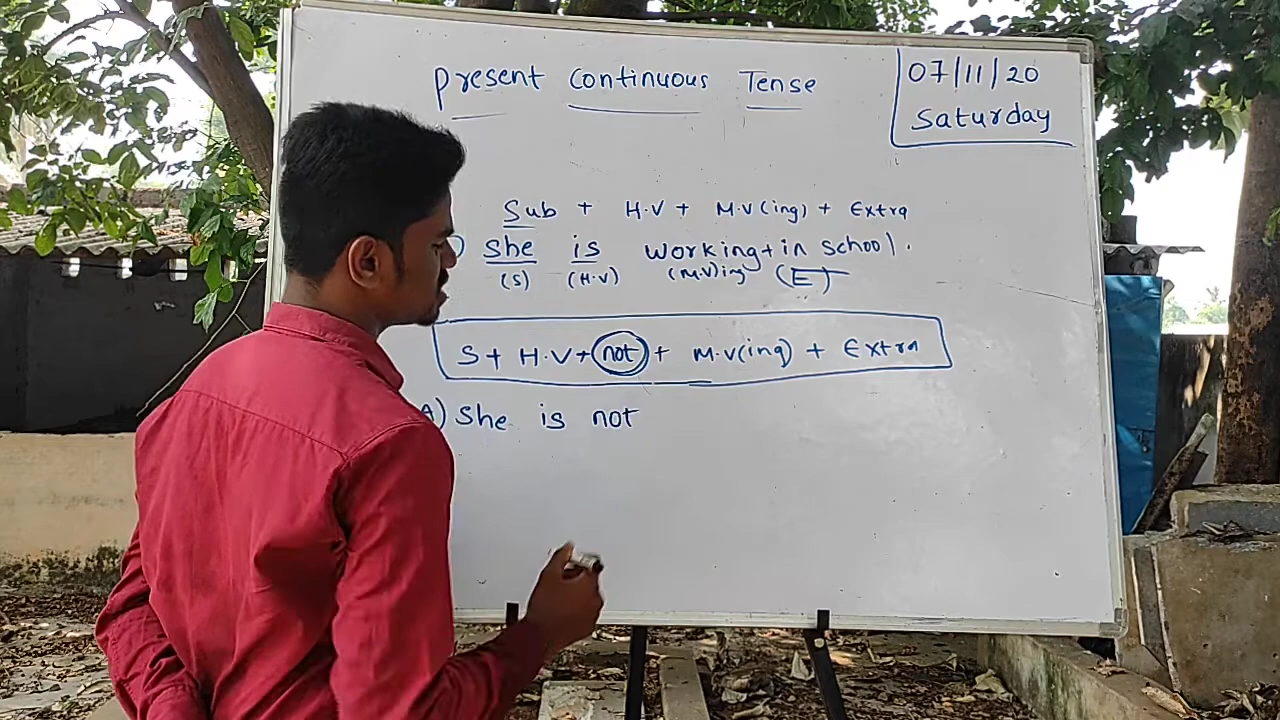 Present Continuous Tense
07/11/20
Saturday
Sub + H.V + M.V(ing) + Extra
) She is working + in school.
(S) (H.V) (M.V)ing (E)
S + H.V + not + M.V(ing) + Extra
A) She is not